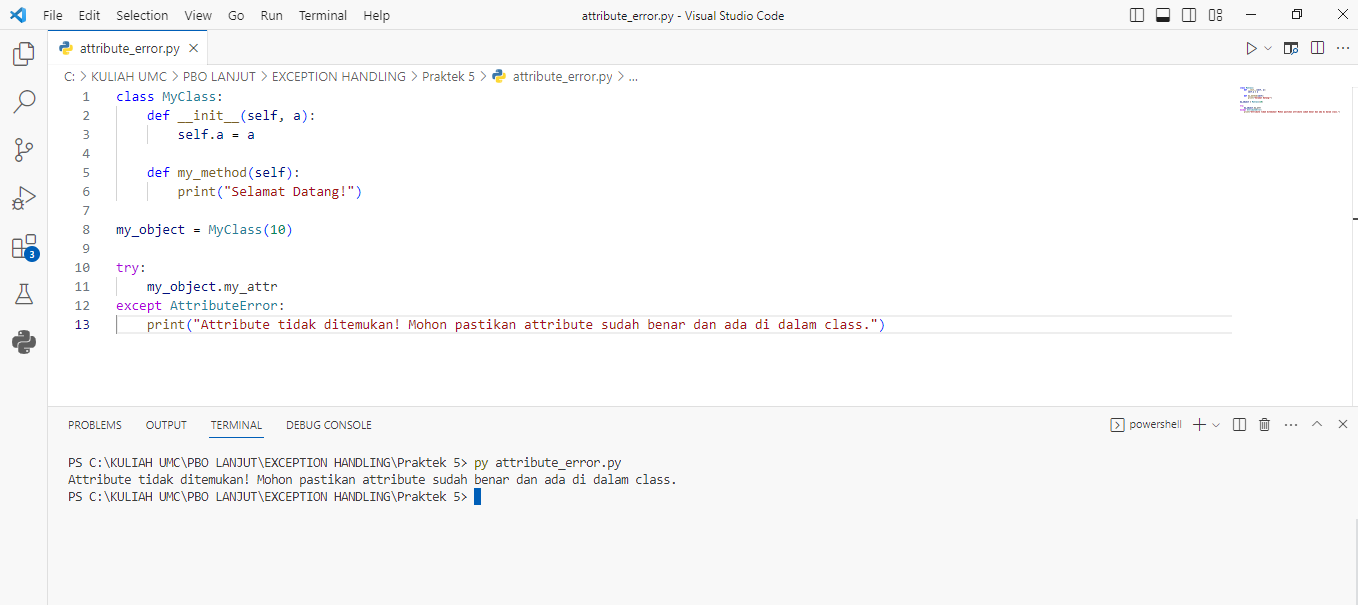 File Edit Selection View Go Run Terminal Help attribute_error.py - Visual Studio Code
attribute_error.py
C: > KULIAH UMC > PBO LANJUT > EXCEPTION HANDLING > Praktek 5 > attribute_error.py > ...
1 class MyClass:
2     def __init__(self, a):
3         self.a = a
4
5     def my_method(self):
6         print("Selamat Datang!")
7
8 my_object = MyClass(10)
9
10 try:
11     my_object.my_attr
12 except AttributeError:
13     print("Attribute tidak ditemukan! Mohon pastikan attribute sudah benar dan ada di dalam class.")
3
PROBLEMS OUTPUT TERMINAL DEBUG CONSOLE powershell
PS C:\KULIAH UMC\PBO LANJUT\EXCEPTION HANDLING\Praktek 5> py attribute_error.py
Attribute tidak ditemukan! Mohon pastikan attribute sudah benar dan ada di dalam class.
PS C:\KULIAH UMC\PBO LANJUT\EXCEPTION HANDLING\Praktek 5>